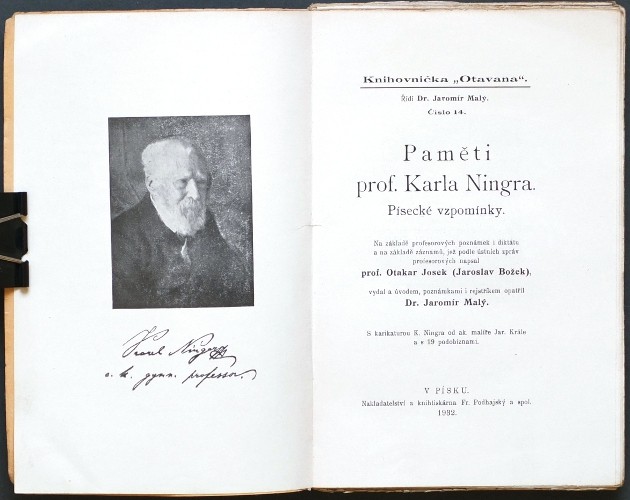 Karel Ningr
c. k. gymn. professor.
Knihovnička „Otavana“.
Řídí Dr. Jaromír Malý.
Číslo 14.
Paměti
prof. Karla Ningra.
Písecké vzpomínky.
Na základě profesorových poznámek i diktátu
a na základě záznamů, jež podle ústních zpráv
profesorových napsal
prof. Otakar Josek (Jaroslav Božek),
vydal a úvodem, poznámkami i rejstříkem opatřil
Dr. Jaromír Malý.
S karikaturou K. Ningra od ak. malíře Jar. Krále
a s 19 podobiznami.
V PÍSKU.
Nakladatelství a knihtiskárna Fr. Podhajský a spol.
1932.